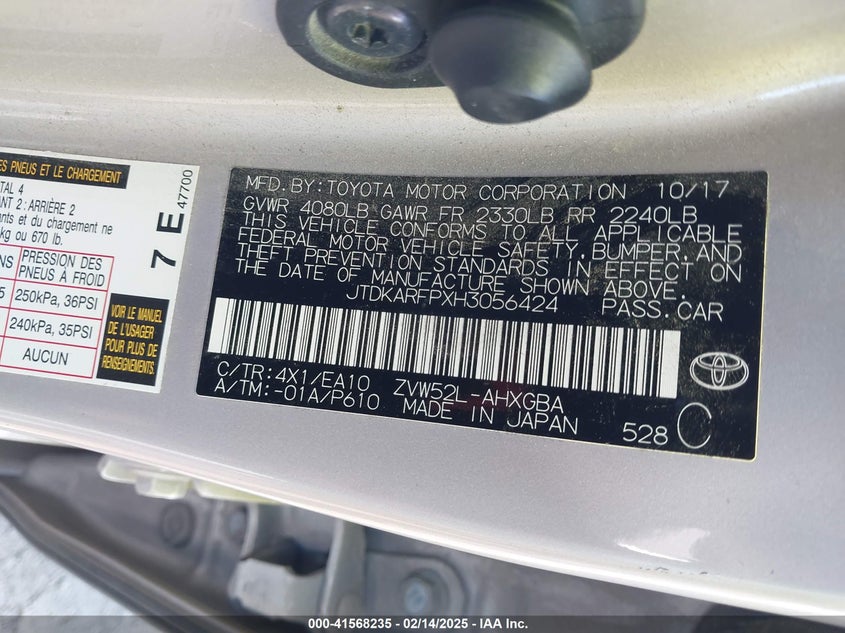 ES PNEUS ET LE CHARGEMENT
TAL 4
ANT 2 : ARRIÈRE 2
ents et du chargement ne
kg ou 670 lb.
NS PRESSION DES PNEUS À FROID
5 250kPa, 36PSI
240kPa, 35PSI
AUCUN
7 E 47700
VOIR LE MANUEL
DE L'USAGER
POUR PLUS DE
RENSEIGNEMENTS
MFD.BY:TOYOTA MOTOR CORPORATION 10/17
GVWR 4080LB GAWR FR 2330LB RR 2240LB
THIS VEHICLE CONFORMS TO ALL APPLICABLE
FEDERAL MOTOR VEHICLE SAFETY,BUMPER,AND
THEFT PREVENTION STANDARDS IN EFFECT ON
THE DATE OF MANUFACTURE SHOWN ABOVE.
JTDKARFPXH3056424 PASS.CAR
C/TR:4X1/EA10 ZVW52L-AHXGBA
A/TM:-01A/P610 MADE IN JAPAN
528 C
TOYOTA
000-41568235 - 02/14/2025 - IAA Inc.